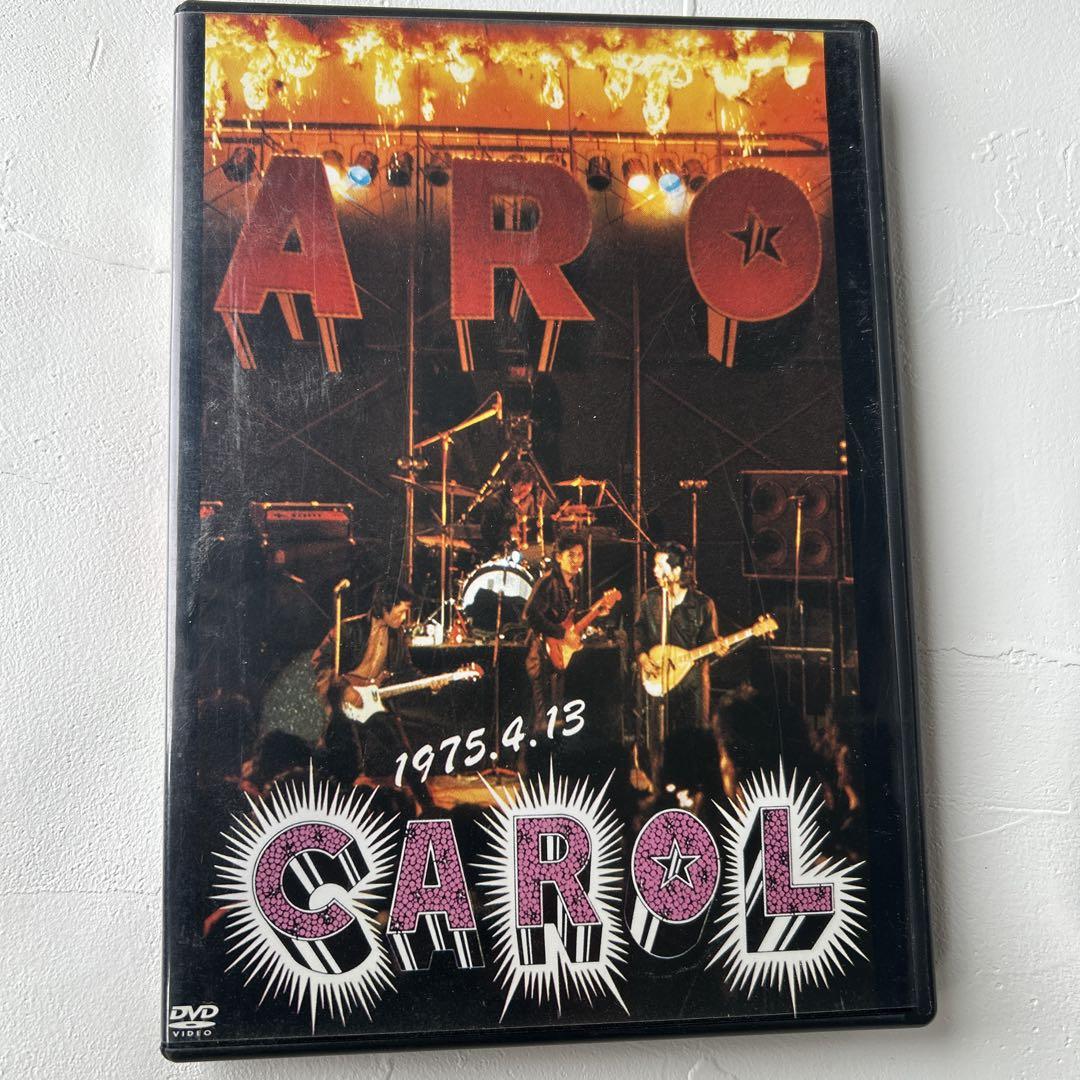 ARO
1975.4.13
CAROL
DVD
VIDEO